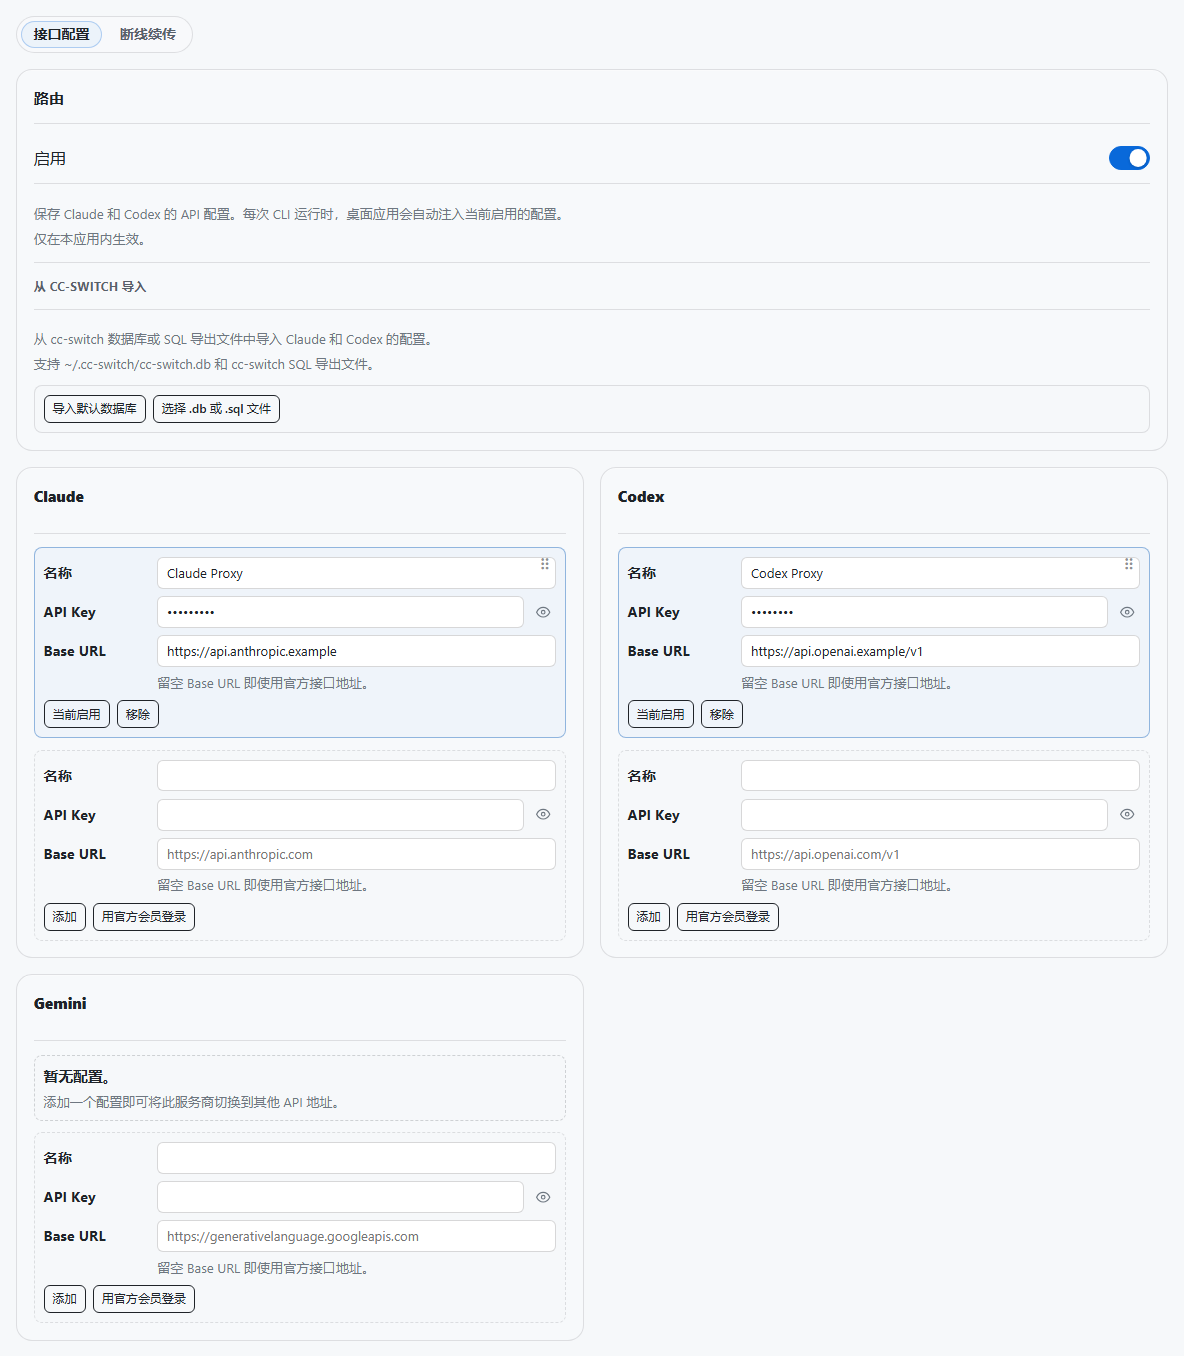 接口配置 断线续传
路由
启用
保存 Claude 和 Codex 的 API 配置。每次 CLI 运行时，桌面应用会自动注入当前启用的配置。
仅在本应用内生效。
从 CC-SWITCH 导入
从 cc-switch 数据库或 SQL 导出文件中导入 Claude 和 Codex 的配置。
支持 ~/.cc-switch/cc-switch.db 和 cc-switch SQL 导出文件。
导入默认数据库 选择 .db 或 .sql 文件
Claude
名称 Claude Proxy
API Key •••••••••
Base URL https://api.anthropic.example
留空 Base URL 即使用官方接口地址。
当前启用 移除
名称
API Key
Base URL https://api.anthropic.com
留空 Base URL 即使用官方接口地址。
添加 用官方会员登录
Codex
名称 Codex Proxy
API Key ••••••••
Base URL https://api.openai.example/v1
留空 Base URL 即使用官方接口地址。
当前启用 移除
名称
API Key
Base URL https://api.openai.com/v1
留空 Base URL 即使用官方接口地址。
添加 用官方会员登录
Gemini
暂无配置。
添加一个配置即可将此服务商切换到其他 API 地址。
名称
API Key
Base URL https://generativelanguage.googleapis.com
留空 Base URL 即使用官方接口地址。
添加 用官方会员登录